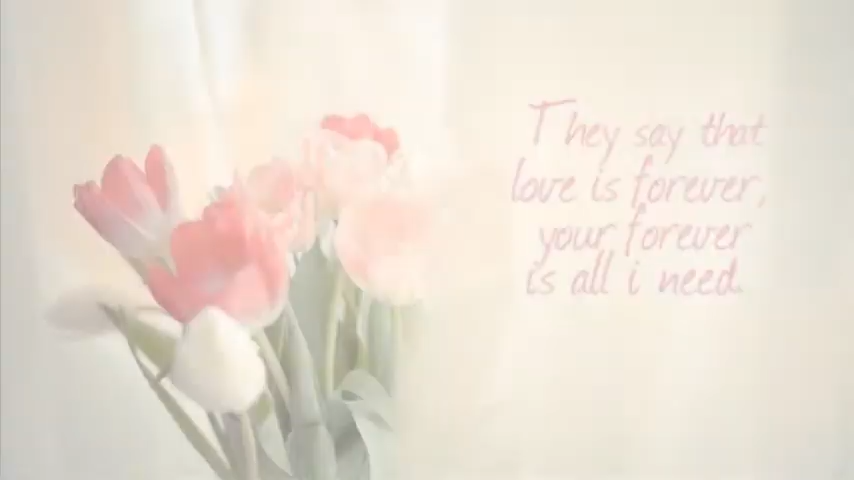 They say that
love is forever,
your forever
is all i need.